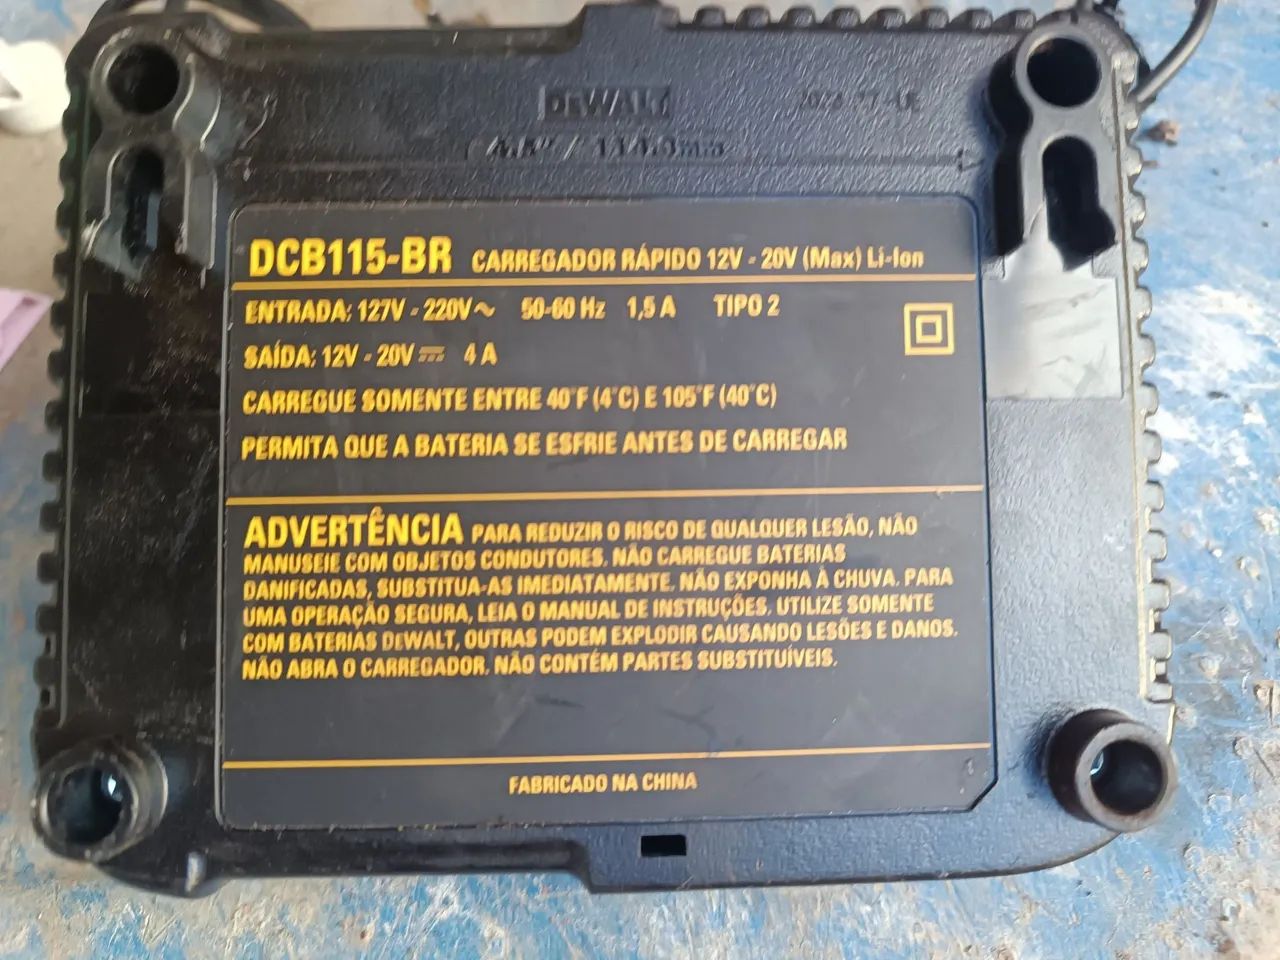 DEWALT
4.5" / 114.3mm
DCB115-BR CARREGADOR RÁPIDO 12V - 20V (Max) Li-Ion
ENTRADA: 127V - 220V~ 50-60 Hz 1,5 A TIPO 2
SAÍDA: 12V - 20V⎓ 4 A
CARREGUE SOMENTE ENTRE 40°F (4°C) E 105°F (40°C)
PERMITA QUE A BATERIA SE ESFRIE ANTES DE CARREGAR
ADVERTÊNCIA PARA REDUZIR O RISCO DE QUALQUER LESÃO, NÃO
MANUSEIE COM OBJETOS CONDUTORES. NÃO CARREGUE BATERIAS
DANIFICADAS, SUBSTITUA-AS IMEDIATAMENTE. NÃO EXPONHA À CHUVA. PARA
UMA OPERAÇÃO SEGURA, LEIA O MANUAL DE INSTRUÇÕES. UTILIZE SOMENTE
COM BATERIAS DEWALT, OUTRAS PODEM EXPLODIR CAUSANDO LESÕES E DANOS.
NÃO ABRA O CARREGADOR. NÃO CONTÉM PARTES SUBSTITUÍVEIS.
FABRICADO NA CHINA